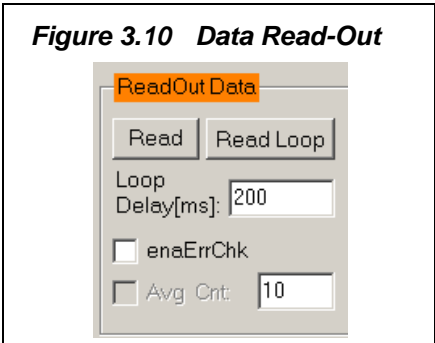 Figure 3.10 Data Read-Out
ReadOut Data
Read Read Loop
Loop
Delay[ms]: 200
enaErrChk
Avg Cnt: 10